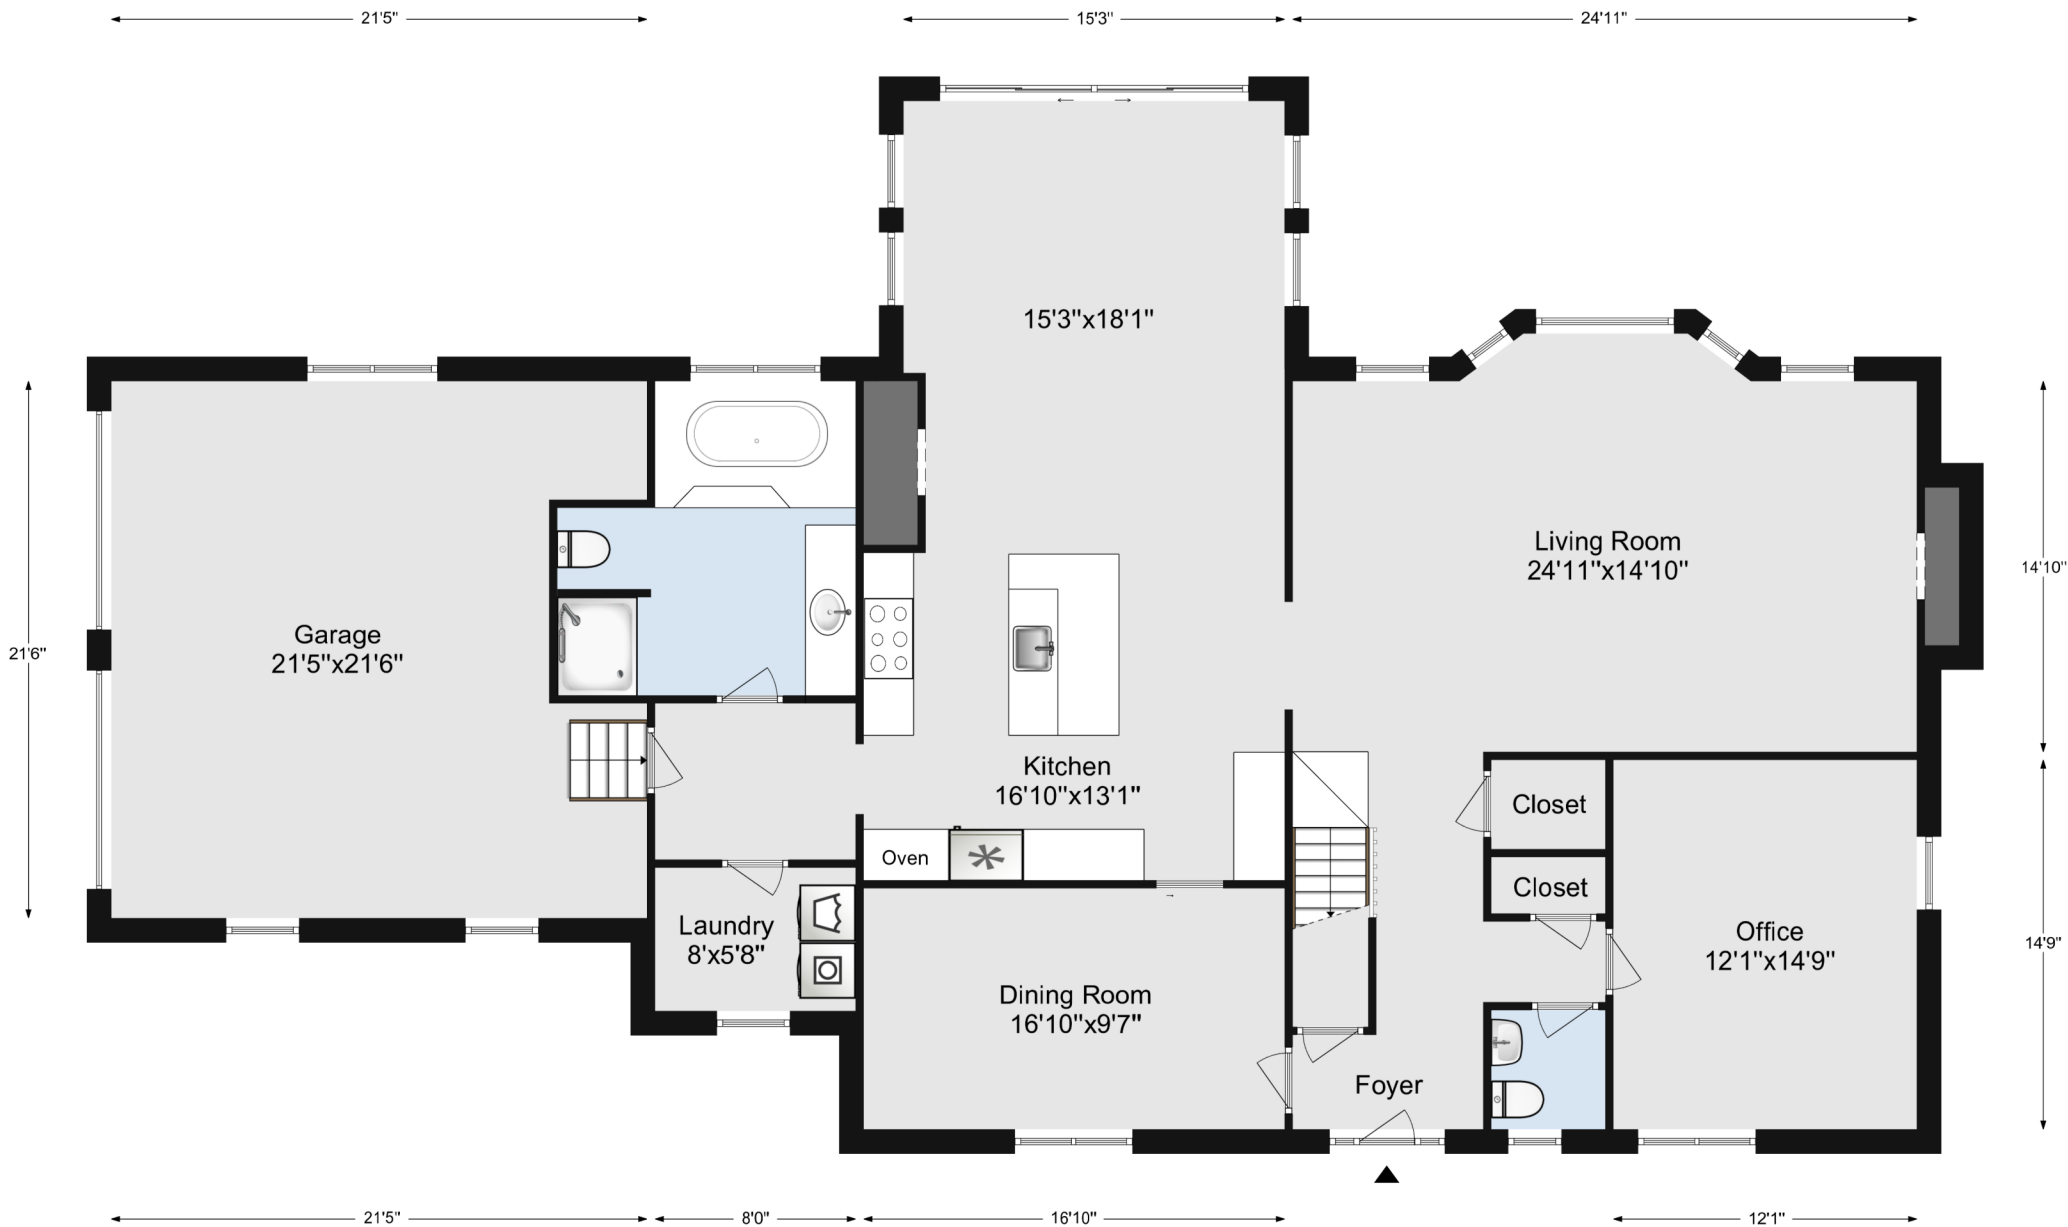 21'5"
15'3"
24'11"
15'3"x18'1"
Living Room
24'11"x14'10"
14'10"
Garage
21'5"x21'6"
21'6"
Kitchen
16'10"x13'1"
Oven
Closet
Closet
Laundry
8'x5'8"
Office
12'1"x14'9"
14'9"
Dining Room
16'10"x9'7"
Foyer
21'5"
8'0"
16'10"
12'1"